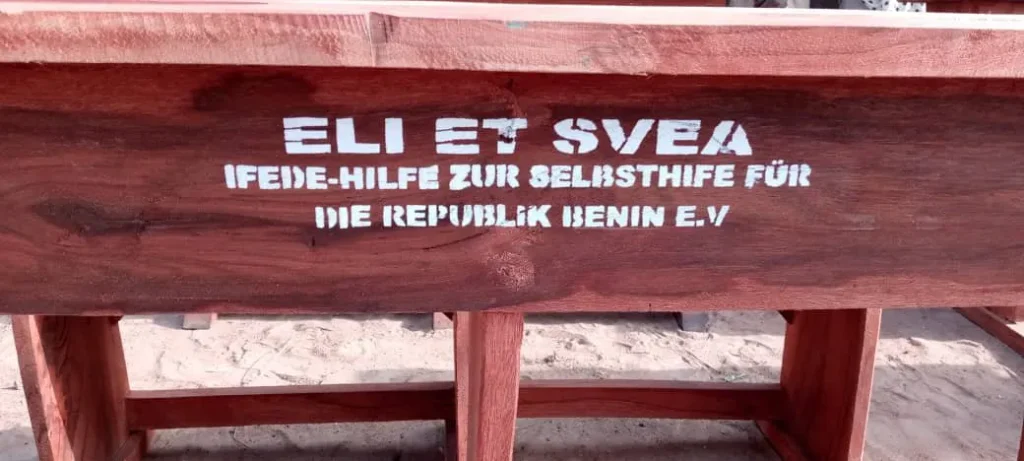 ELI ET SVEA
IFEDE-HILFE ZUR SELBSTHIFE FÜR
DIE REPUBLIK BENIN E.V